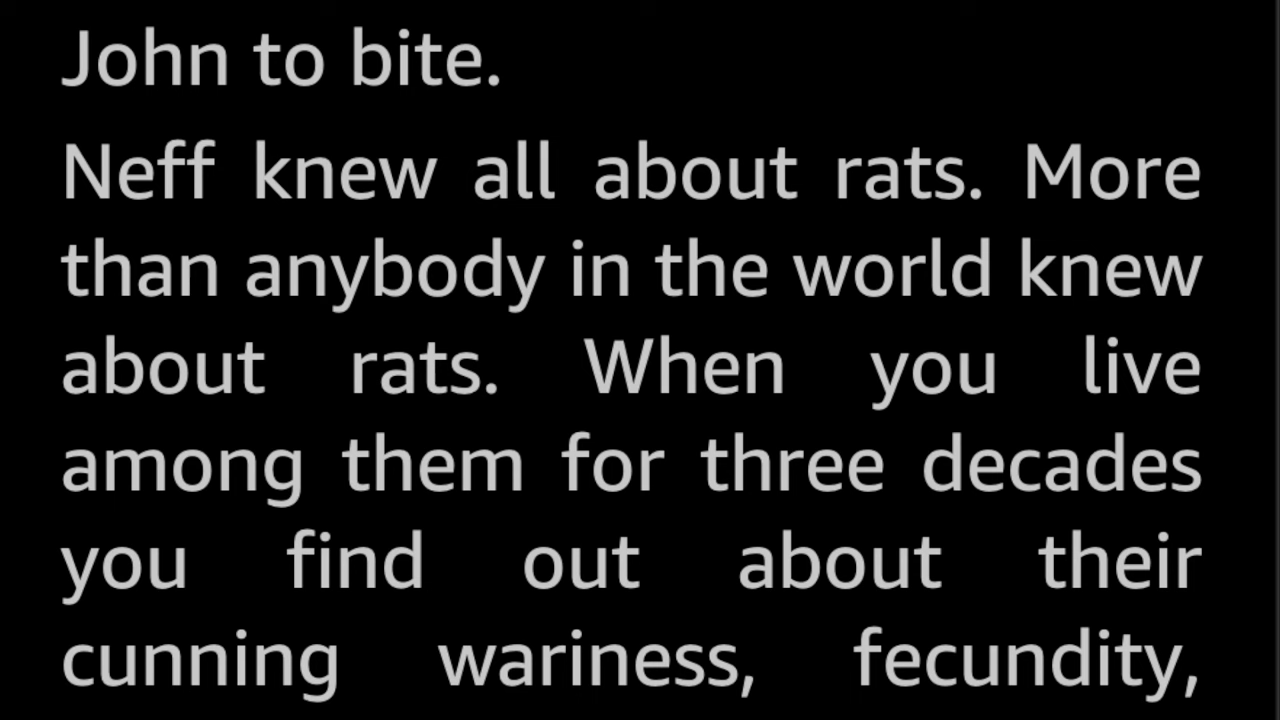 John to bite.
Neff knew all about rats. More
than anybody in the world knew
about rats. When you live
among them for three decades
you find out about their
cunning wariness, fecundity,